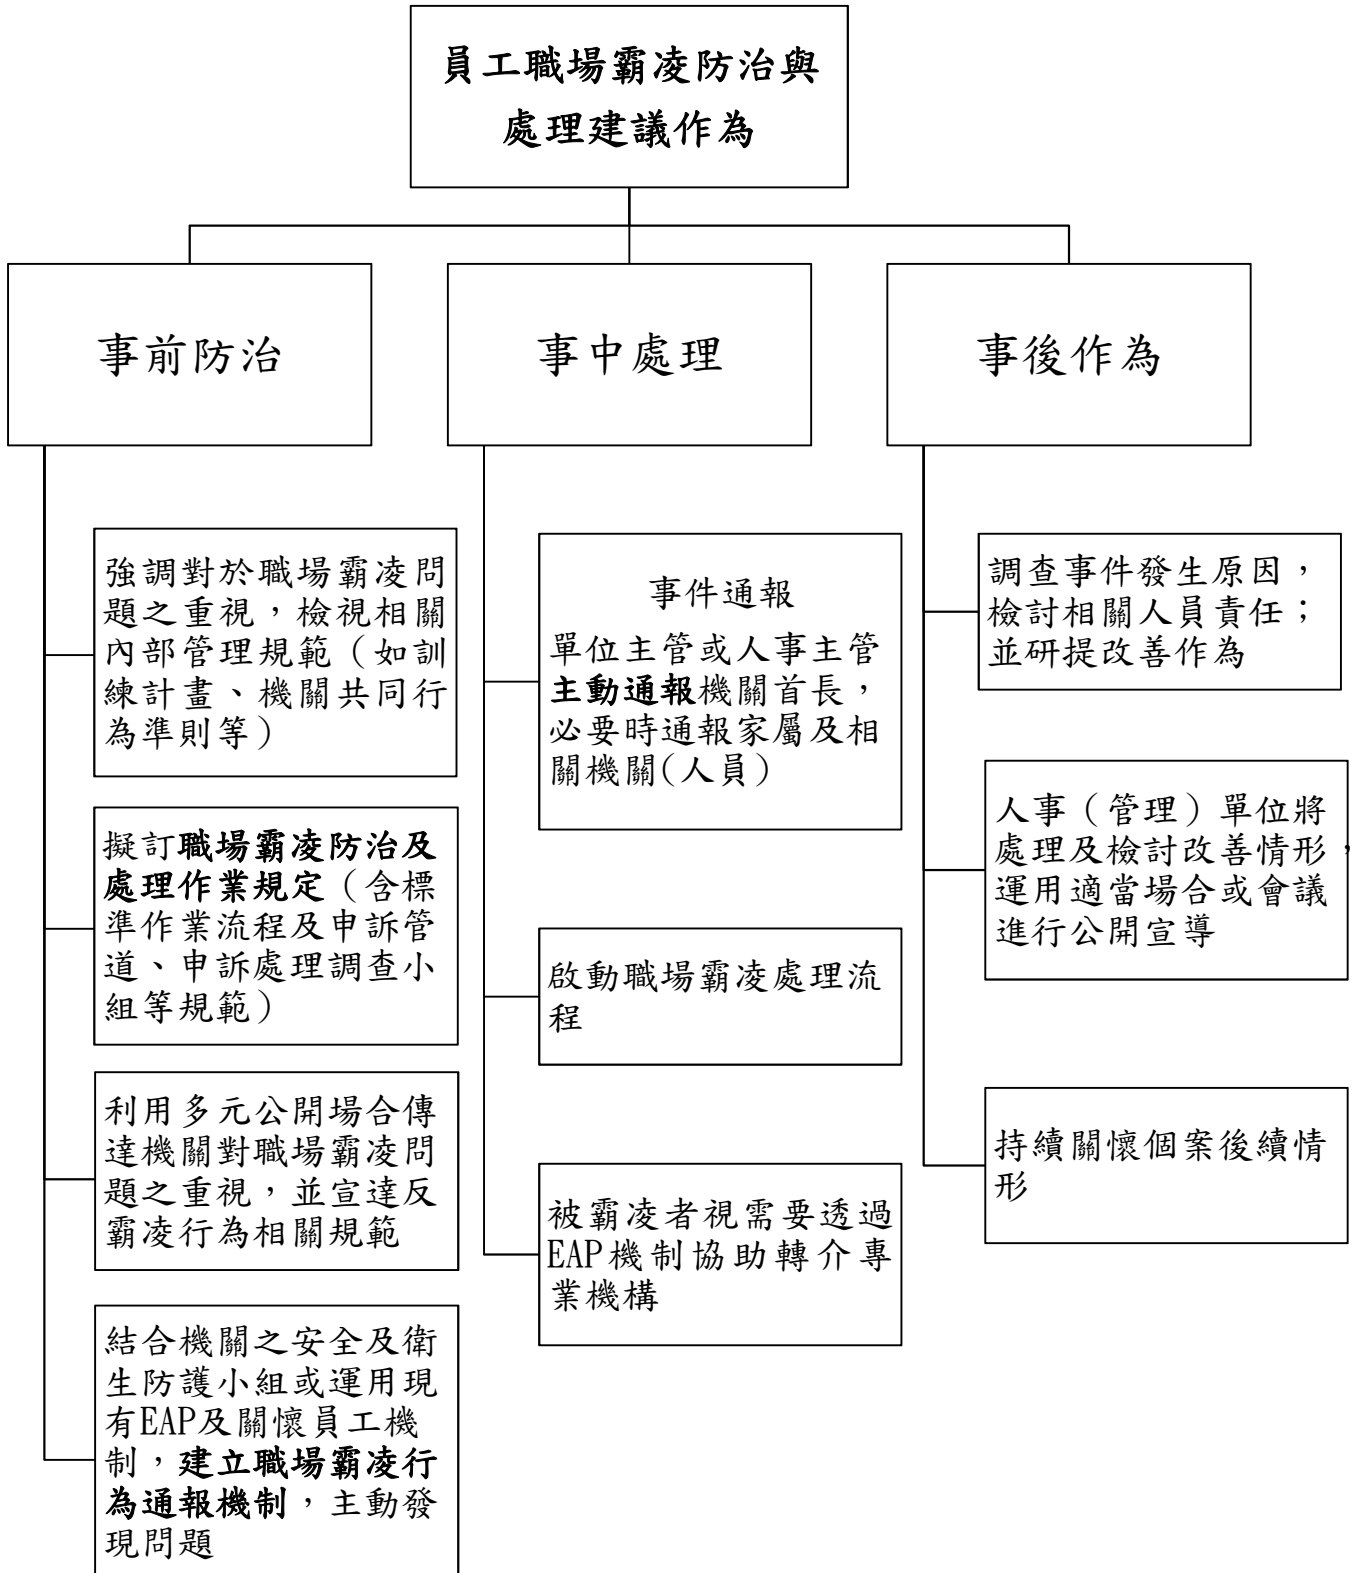 員工職場霸凌防治與
處理建議作為
事前防治
強調對於職場霸凌問
題之重視，檢視相關
內部管理規範（如訓
練計畫、機關共同行
為準則等）
擬訂職場霸凌防治及
處理作業規定（含標
準作業流程及申訴管
道、申訴處理調查小
組等規範）
利用多元公開場合傳
達機關對職場霸凌問
題之重視，並宣達反
霸凌行為相關規範
結合機關之安全及衛
生防護小組或運用現
有EAP及關懷員工機
制，建立職場霸凌行
為通報機制，主動發
現問題
事中處理
事件通報
單位主管或人事主管
主動通報機關首長，
必要時通報家屬及相
關機關(人員)
啟動職場霸凌處理流
程
被霸凌者視需要透過
EAP機制協助轉介專
業機構
事後作為
調查事件發生原因，
檢討相關人員責任；
並研提改善作為
人事（管理）單位將
處理及檢討改善情形，
運用適當場合或會議
進行公開宣導
持續關懷個案後續情
形